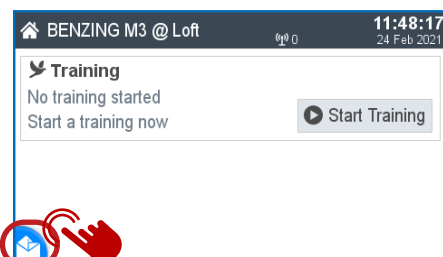 BENZING M3 @ Loft
0
11:48:17
24 Feb 2021
Training
No training started
Start a training now
Start Training